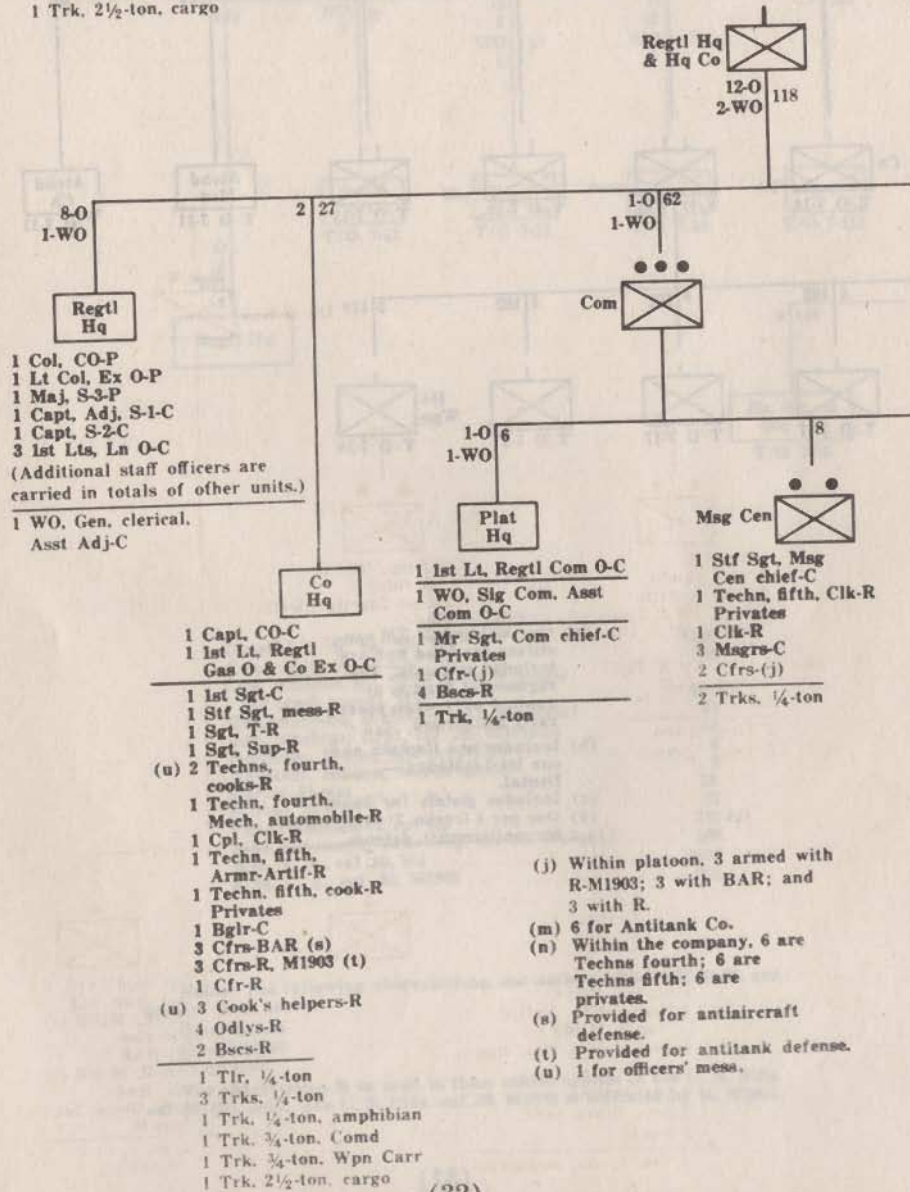 1 Trk, 2½-ton, cargo
Regtl Hq
& Hq Co
12-O
2-WO
118
8-O
1-WO
2
27
1-O
1-WO
62
Regtl
Hq
1 Col, CO-P
1 Lt Col, Ex O-P
1 Maj, S-3-P
1 Capt, Adj, S-1-C
1 Capt, S-2-C
3 1st Lts, Ln O-C
(Additional staff officers are
carried in totals of other units.)
1 WO, Gen, clerical,
Asst Adj-C
Co
Hq
1 Capt, CO-C
1 1st Lt, Regtl
Gas O & Co Ex O-C
1 1st Sgt-C
1 Stf Sgt, mess-R
1 Sgt, T-R
1 Sgt, Sup-R
(u) 2 Techns, fourth,
cooks-R
1 Techn, fourth,
Mech, automobile-R
1 Cpl, Clk-R
1 Techn, fifth,
Armr-Artif-R
1 Techn, fifth, cook-R
Privates
1 Bglr-C
3 Cfrs-BAR (s)
3 Cfrs-R, M1903 (t)
1 Cfr-R
(u) 3 Cook's helpers-R
4 Odlys-R
2 Bscs-R
1 Tlr, ¼-ton
3 Trks, ¼-ton
1 Trk, ¼-ton, amphibian
1 Trk, ¾-ton, Comd
1 Trk, ¾-ton, Wpn Carr
1 Trk, 2½-ton, cargo
Com
1-O
1-WO
6
Plat
Hq
1 1st Lt, Regtl Com O-C
1 WO, Sig Com, Asst
Com O-C
1 Mr Sgt, Com chief-C
Privates
1 Cfr-(j)
4 Bscs-R
1 Trk, ¼-ton
8
Msg Cen
1 Stf Sgt, Msg
Cen chief-C
1 Techn, fifth, Clk-R
Privates
1 Clk-R
3 Msgrs-C
2 Cfrs-(j)
2 Trks, ¼-ton
(j) Within platoon, 3 armed with
R-M1903; 3 with BAR; and
3 with R.
(m) 6 for Antitank Co.
(n) Within the company, 6 are
Techns fourth; 6 are
Techns fifth; 6 are
privates.
(s) Provided for antiaircraft
defense.
(t) Provided for antitank defense.
(u) 1 for officers' mess.